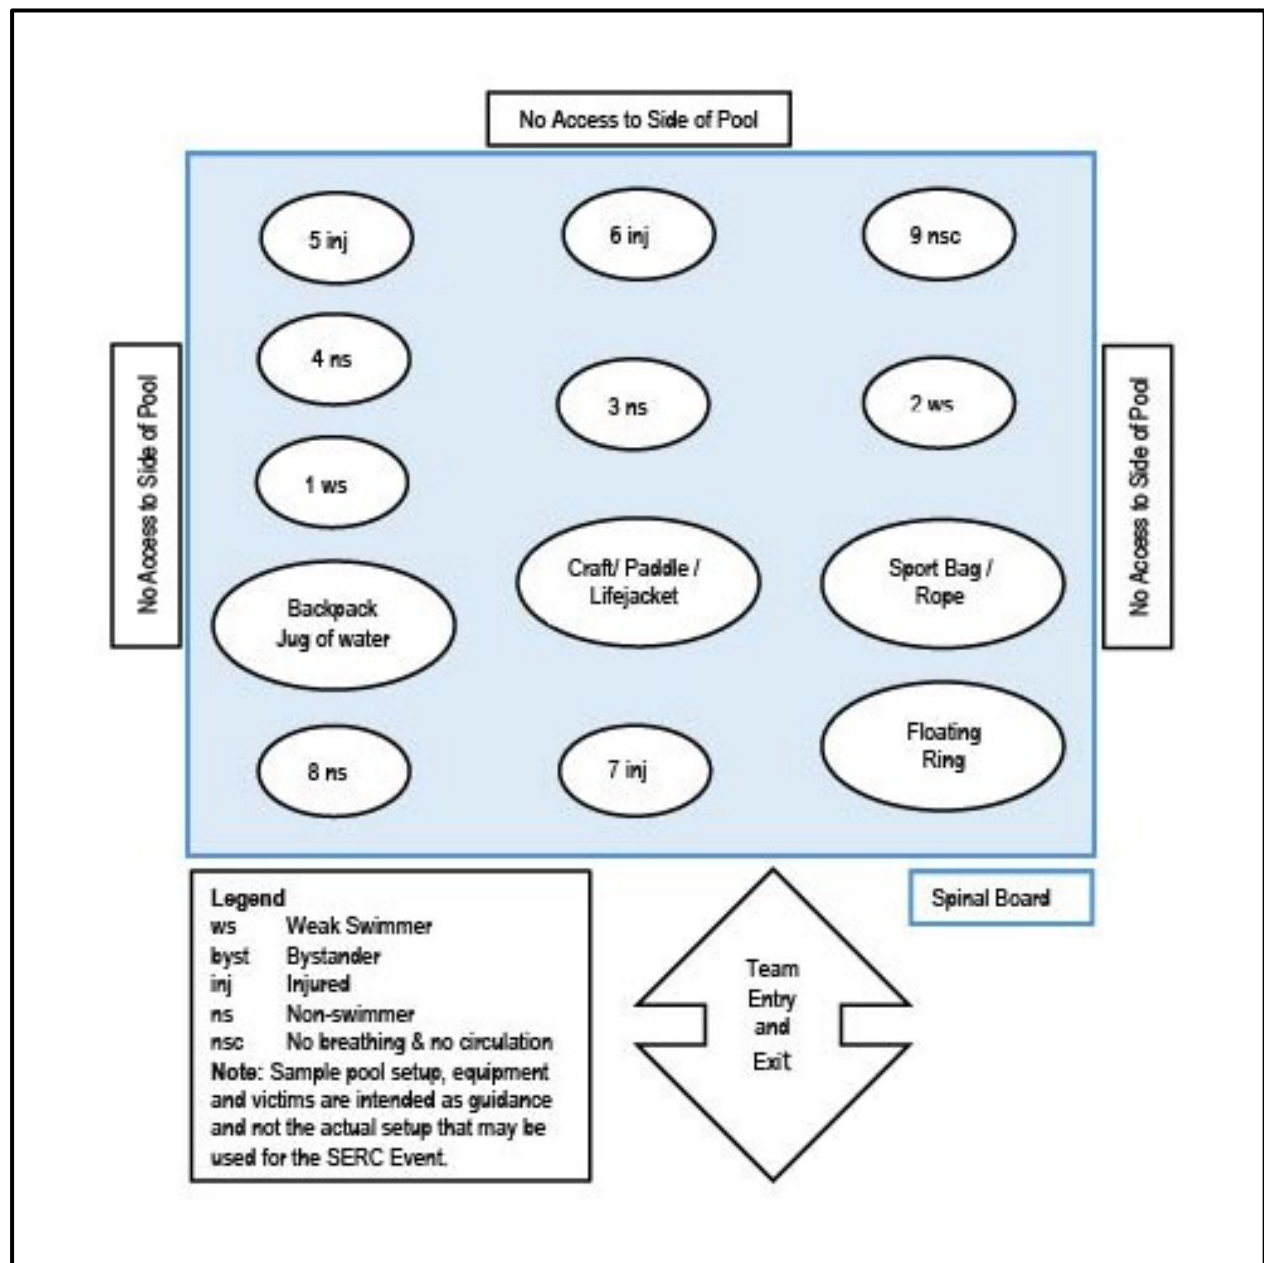 No Access to Side of Pool
5 inj
6 inj
9 nsc
4 ns
3 ns
2 ws
1 ws
No Access to Side of Pool
No Access to Side of Pool
Craft/ Paddle /
Lifejacket
Sport Bag /
Rope
Backpack
Jug of water
Floating
Ring
8 ns
7 inj
Legend
ws Weak Swimmer
byst Bystander
inj Injured
ns Non-swimmer
nsc No breathing & no circulation
Note: Sample pool setup, equipment
and victims are intended as guidance
and not the actual setup that may be
used for the SERC Event.
Team
Entry
and
Exit
Spinal Board